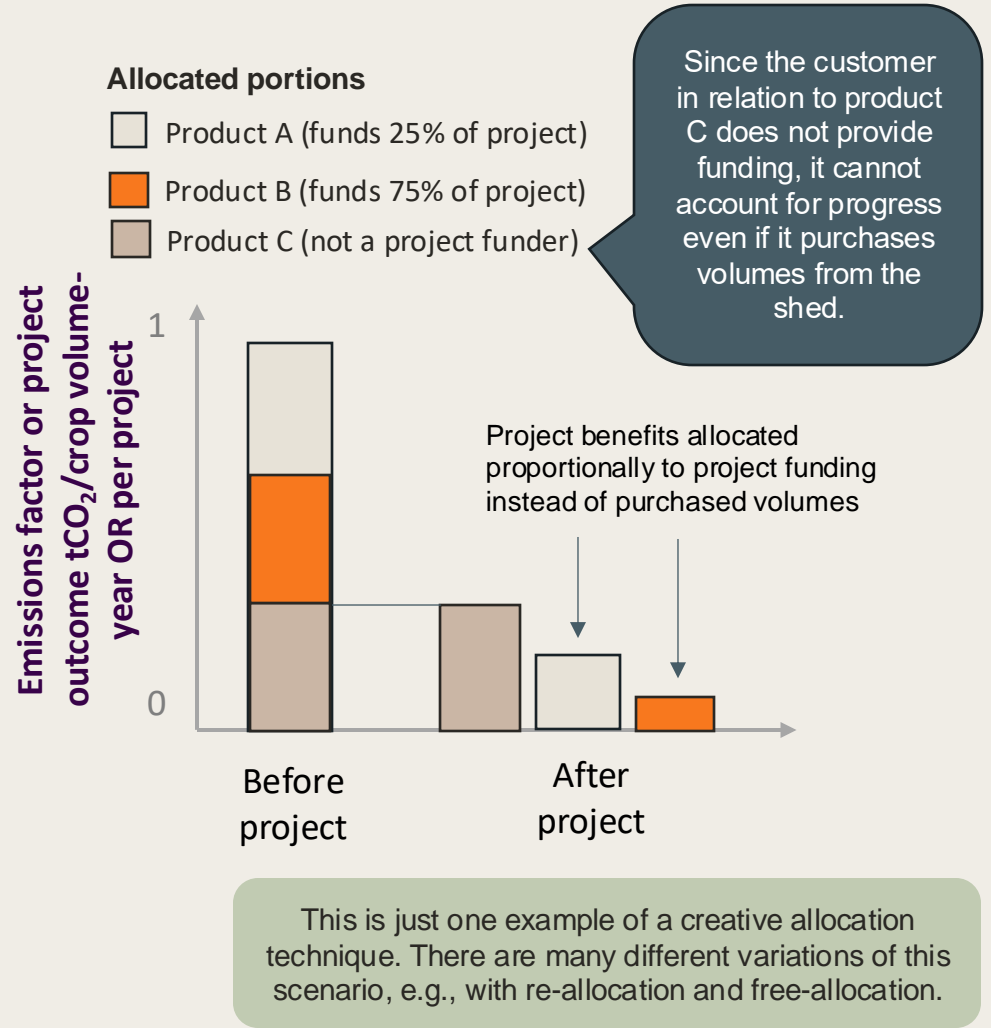 Allocated portions
Product A (funds 25% of project)
Product B (funds 75% of project)
Product C (not a project funder)
Since the customer
in relation to product
C does not provide
funding, it cannot
account for progress
even if it purchases
volumes from the
shed.
Emissions factor or project
outcome tCO₂/crop volume-
year OR per project
1
0
Project benefits allocated
proportionally to project funding
instead of purchased volumes
Before
project
After
project
This is just one example of a creative allocation
technique. There are many different variations of this
scenario, e.g., with re-allocation and free-allocation.